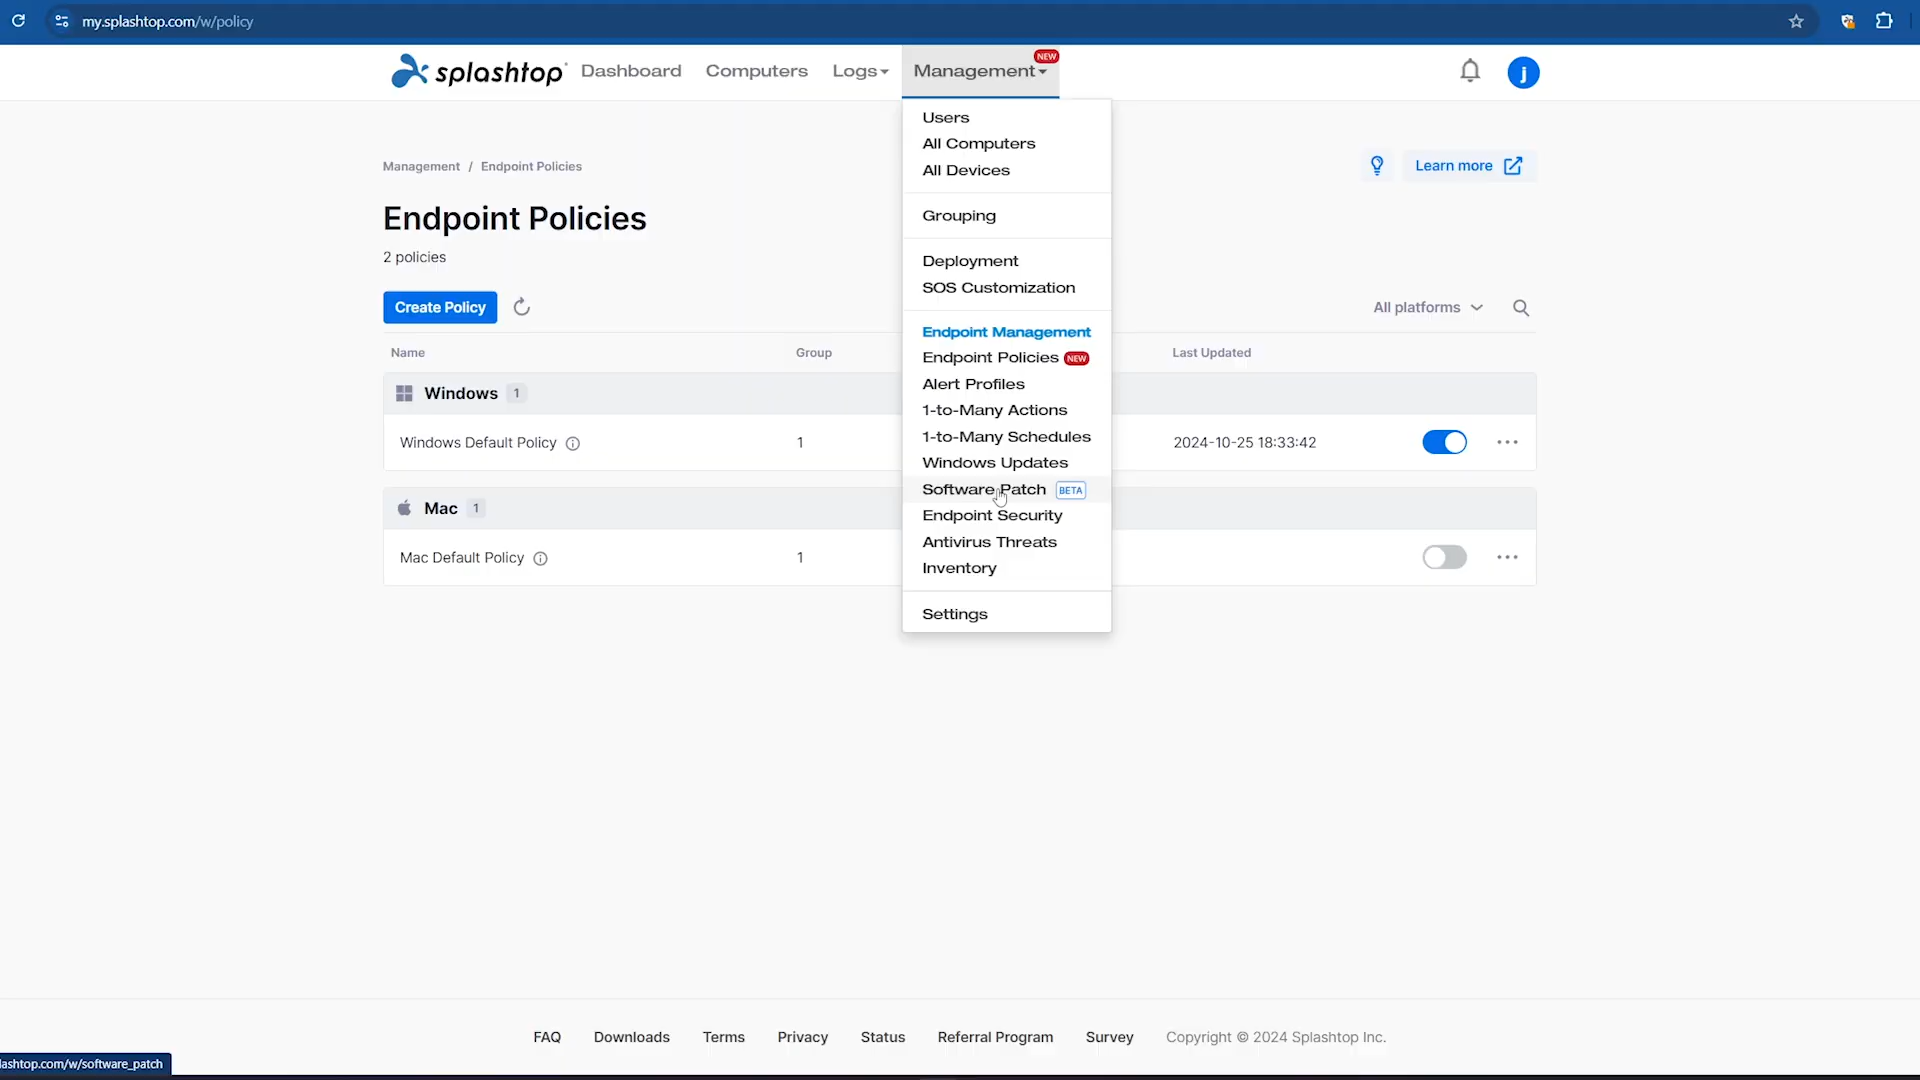 my.splashtop.com/w/policy
splashtop
Dashboard
Computers
Logs
Management
NEW
j
Users
All Computers
All Devices
Grouping
Deployment
SOS Customization
Endpoint Management
Endpoint Policies NEW
Alert Profiles
1-to-Many Actions
1-to-Many Schedules
Windows Updates
Software Patch BETA
Endpoint Security
Antivirus Threats
Inventory
Settings
Management / Endpoint Policies
Learn more
Endpoint Policies
2 policies
Create Policy
All platforms
Name
Group
Last Updated
Windows 1
Windows Default Policy
1
2024-10-25 18:33:42
Mac 1
Mac Default Policy
1
FAQ
Downloads
Terms
Privacy
Status
Referral Program
Survey
Copyright © 2024 Splashtop Inc.
lashtop.com/w/software_patch